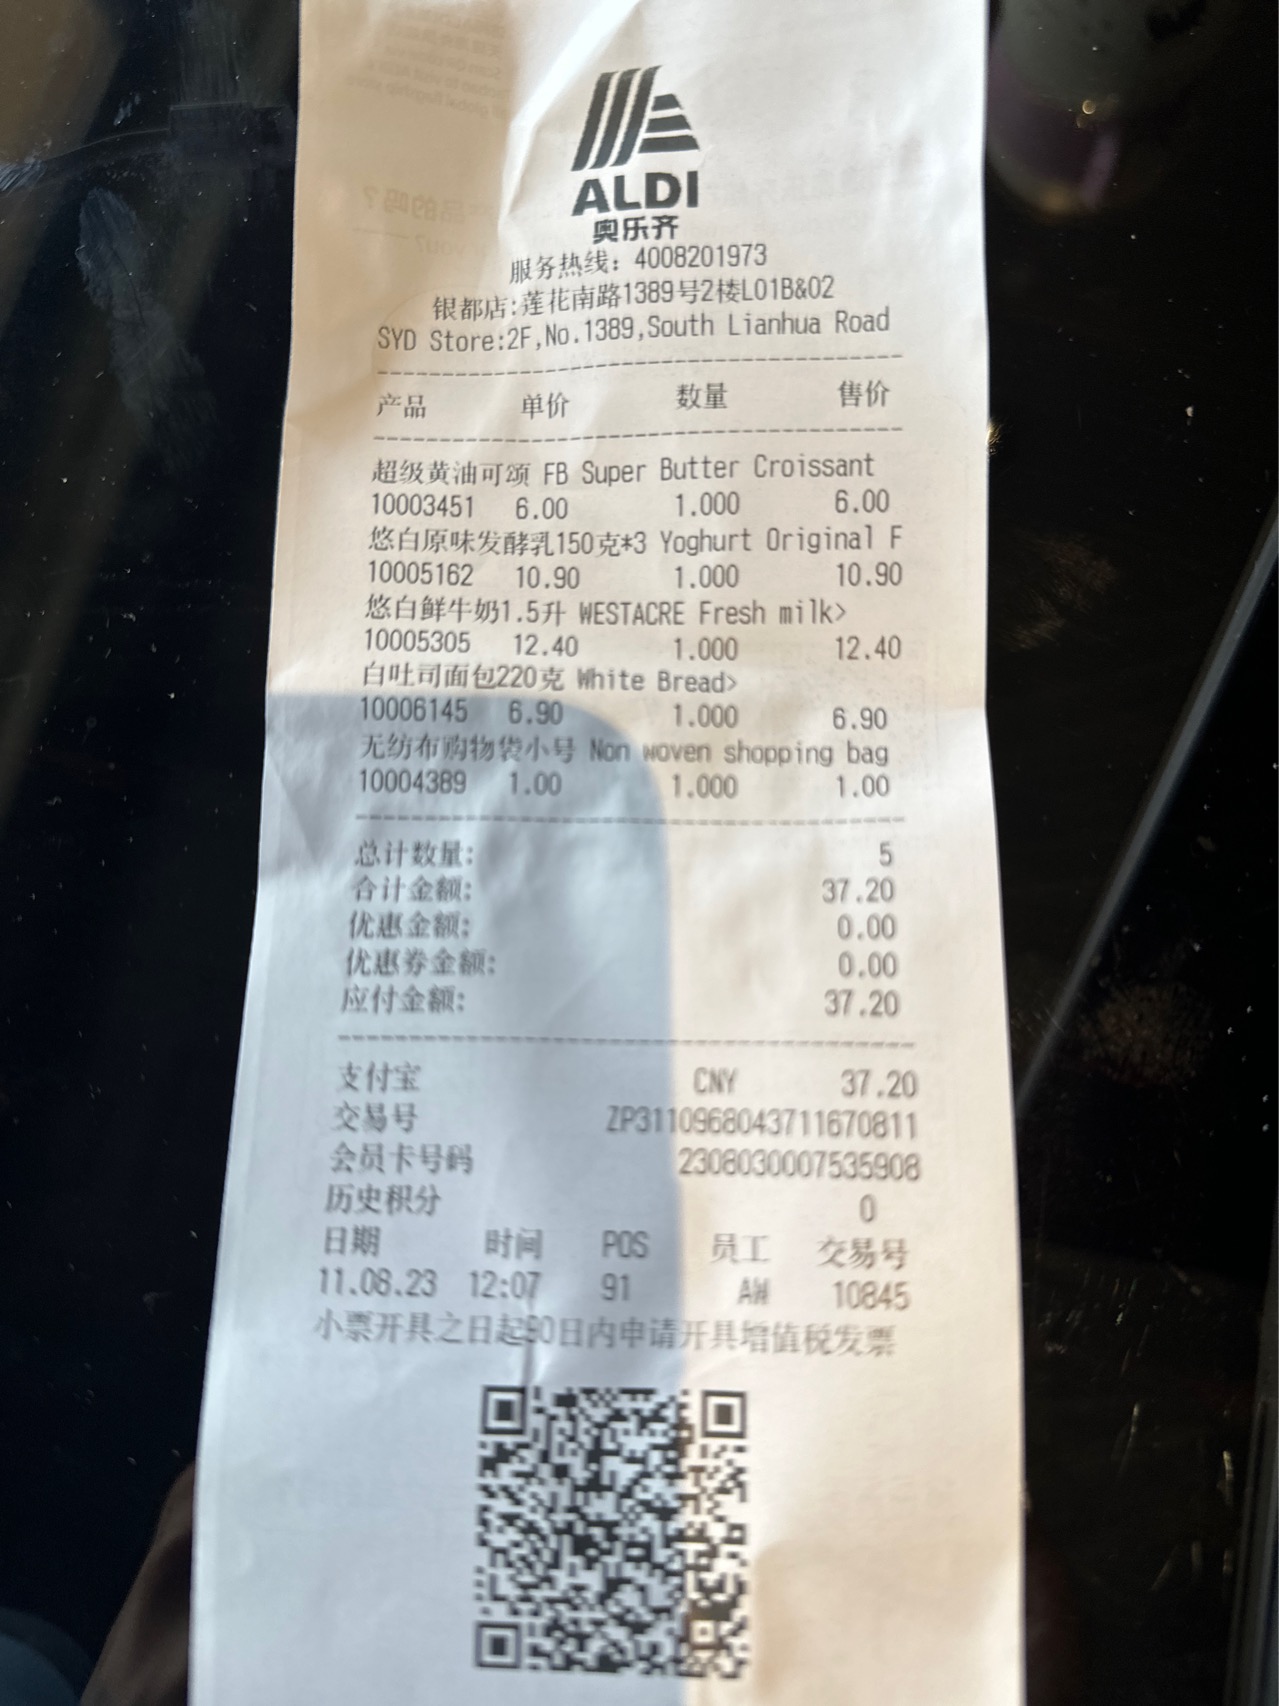 ALDI
奥乐齐
服务热线: 4008201973
银都店:莲花南路1389号2楼L01B&02
SYD Store:2F,No.1389,South Lianhua Road
产品 单价 数量 售价
超级黄油可颂 FB Super Butter Croissant
10003451 6.00 1.000 6.00
悠白原味发酵乳150克*3 Yoghurt Original F
10005162 10.90 1.000 10.90
悠白鲜牛奶1.5升 WESTACRE Fresh milk>
10005305 12.40 1.000 12.40
白吐司面包220克 White Bread>
10006145 6.90 1.000 6.90
无纺布购物袋小号 Non woven shopping bag
10004389 1.00 1.000 1.00
总计数量: 5
合计金额: 37.20
优惠金额: 0.00
优惠券金额: 0.00
应付金额: 37.20
支付宝 CNY 37.20
交易号 ZP3110968043711670811
会员卡号码 2308030007535908
历史积分 0
日期 时间 POS 员工 交易号
11.08.23 12:07 91 AW 10845
小票开具之日起90日内申请开具增值税发票